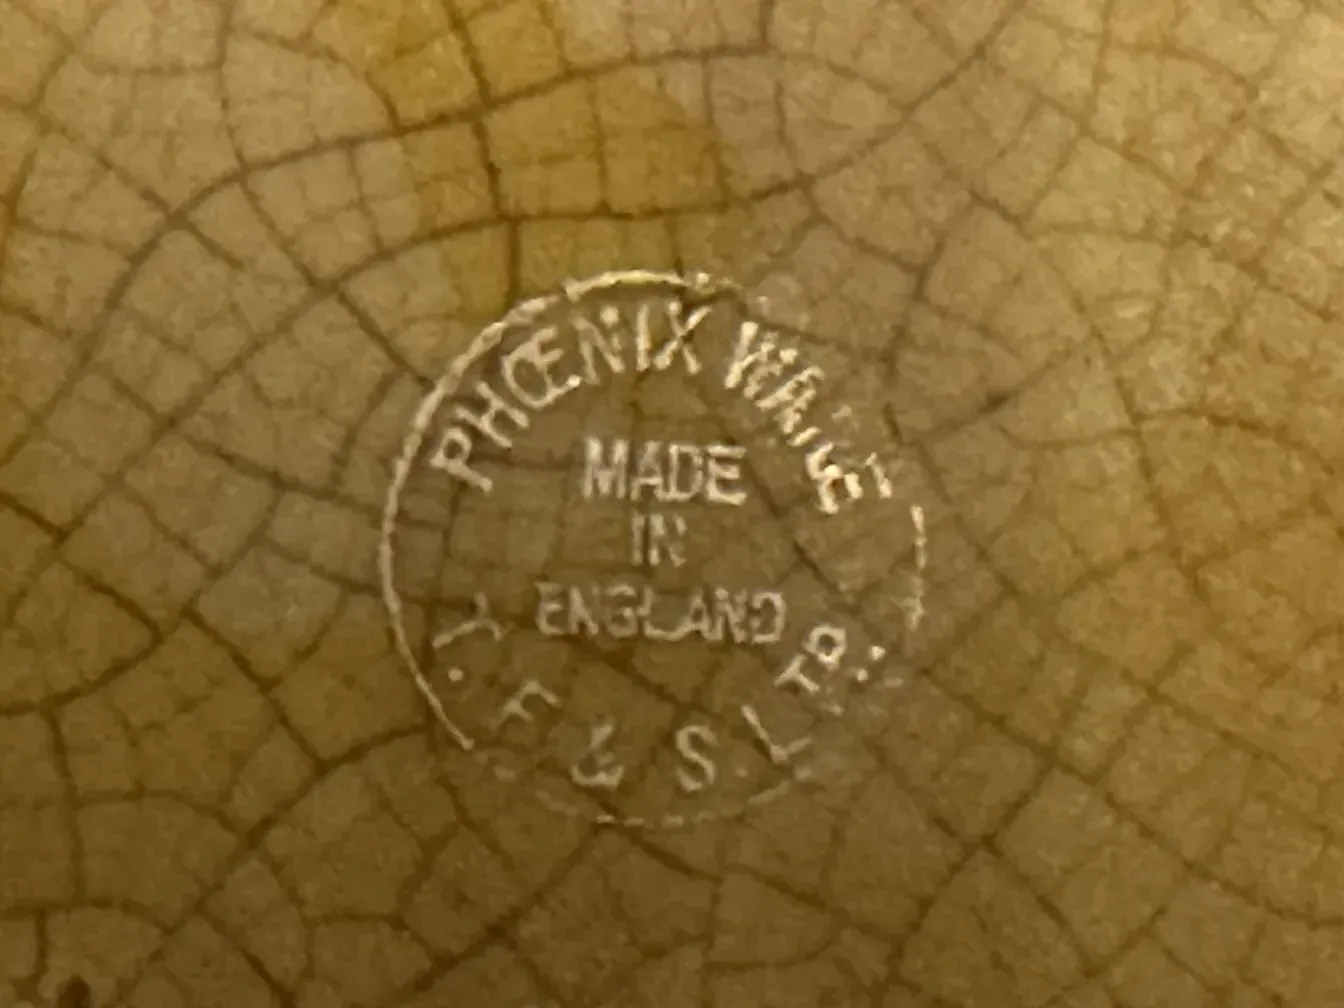 PHŒNIX WARE
MADE
IN
ENGLAND
T. F & S. LTD.